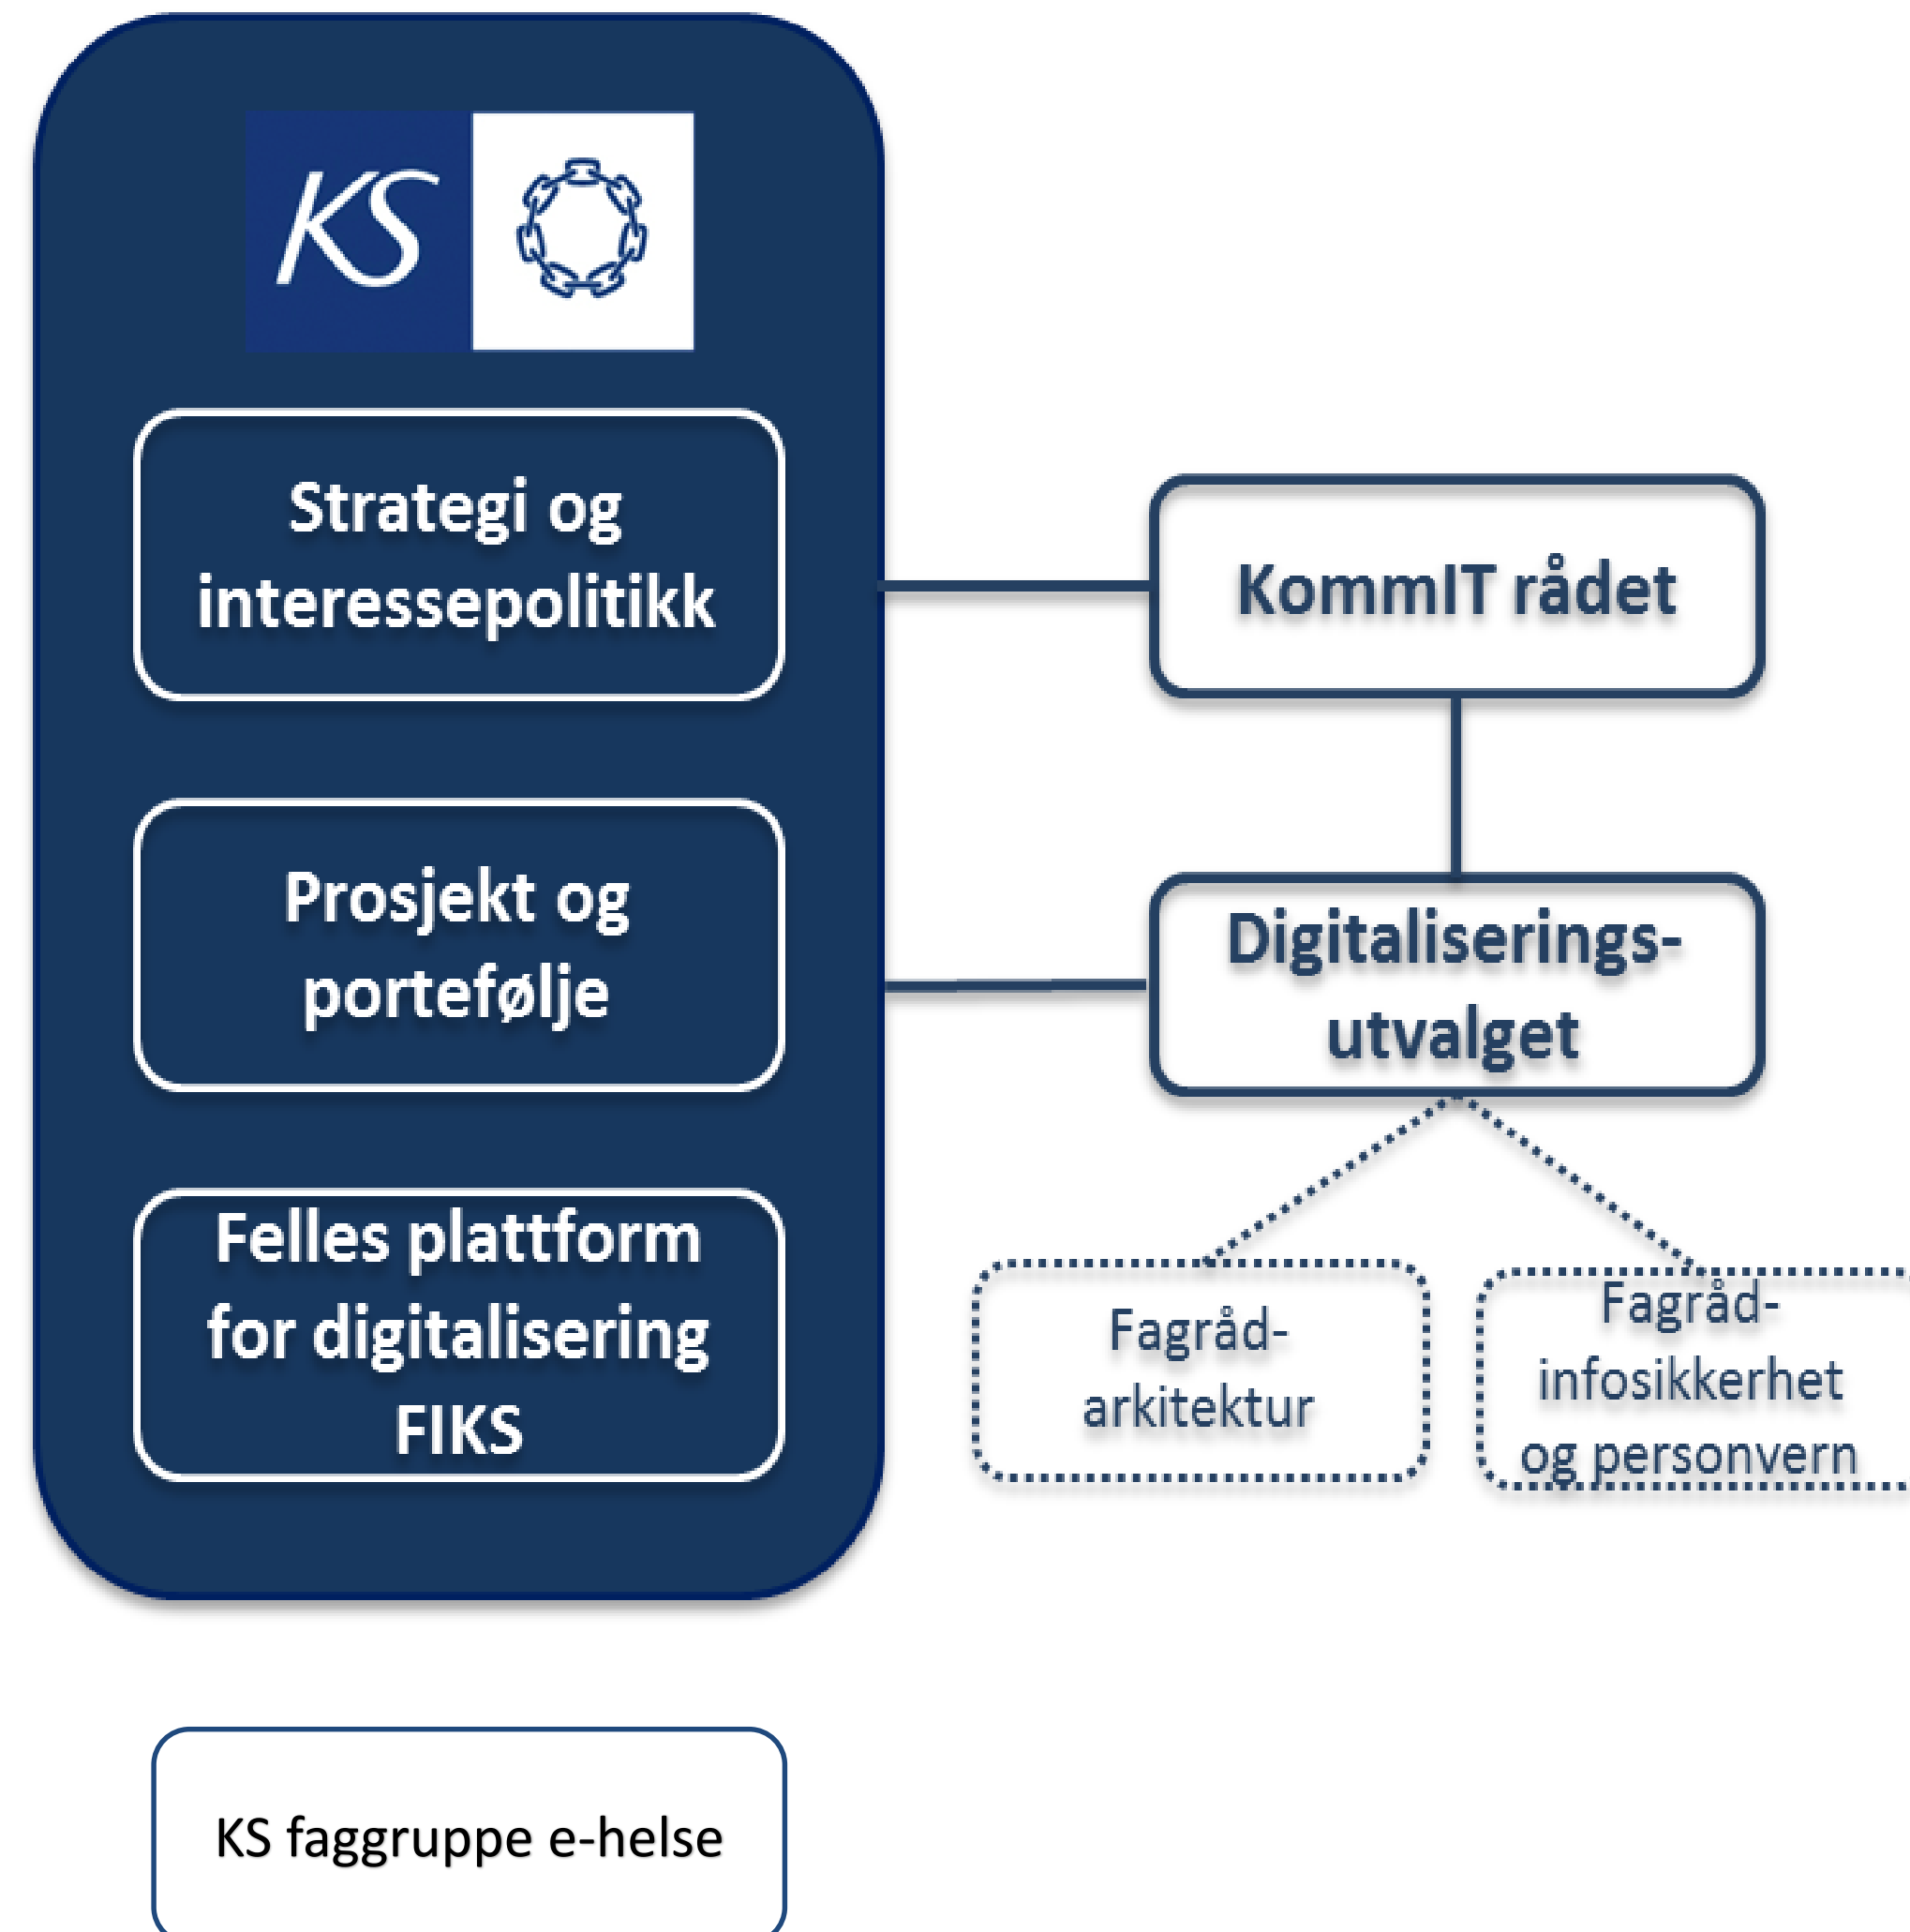 KS
Strategi og
interessepolitikk
Prosjekt og
portefølje
Felles plattform
for digitalisering
FIKS
KommIT rådet
Digitaliserings-
utvalget
Fagråd-
arkitektur
Fagråd-
infosikkerhet
og personvern
KS faggruppe e-helse